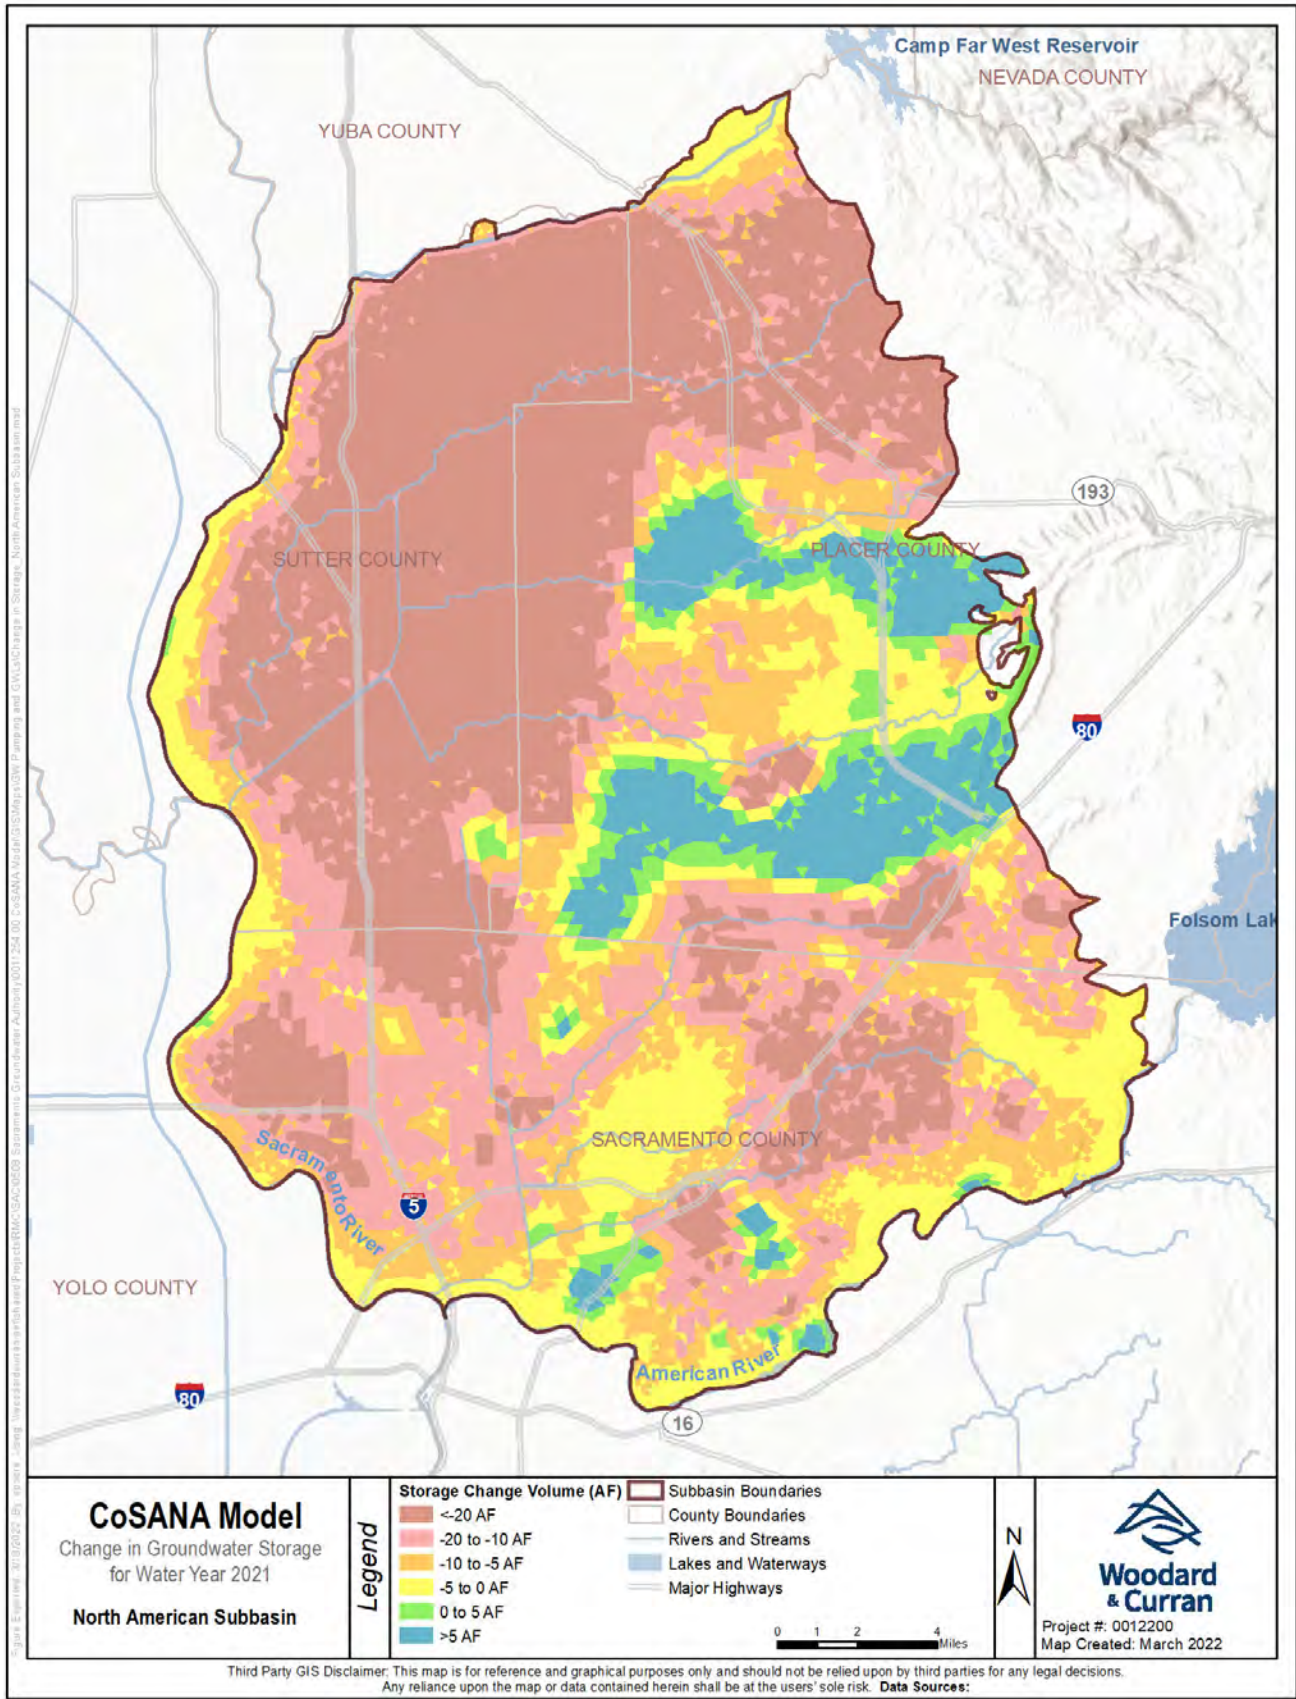 Camp Far West Reservoir
NEVADA COUNTY
YUBA COUNTY
193
PLACER COUNTY
SUTTER COUNTY
80
Folsom Lak
SACRAMENTO COUNTY
Sacramento River
5
YOLO COUNTY
American River
80
16
CoSANA Model
Change in Groundwater Storage
for Water Year 2021
North American Subbasin
Legend
Storage Change Volume (AF)
<-20 AF
-20 to -10 AF
-10 to -5 AF
-5 to 0 AF
0 to 5 AF
>5 AF
Subbasin Boundaries
County Boundaries
Rivers and Streams
Lakes and Waterways
Major Highways
0 1 2 4
Miles
N
Woodard
& Curran
Project #: 0012200
Map Created: March 2022
Third Party GIS Disclaimer: This map is for reference and graphical purposes only and should not be relied upon by third parties for any legal decisions.
Any reliance upon the map or data contained herein shall be at the users' sole risk. Data Sources: